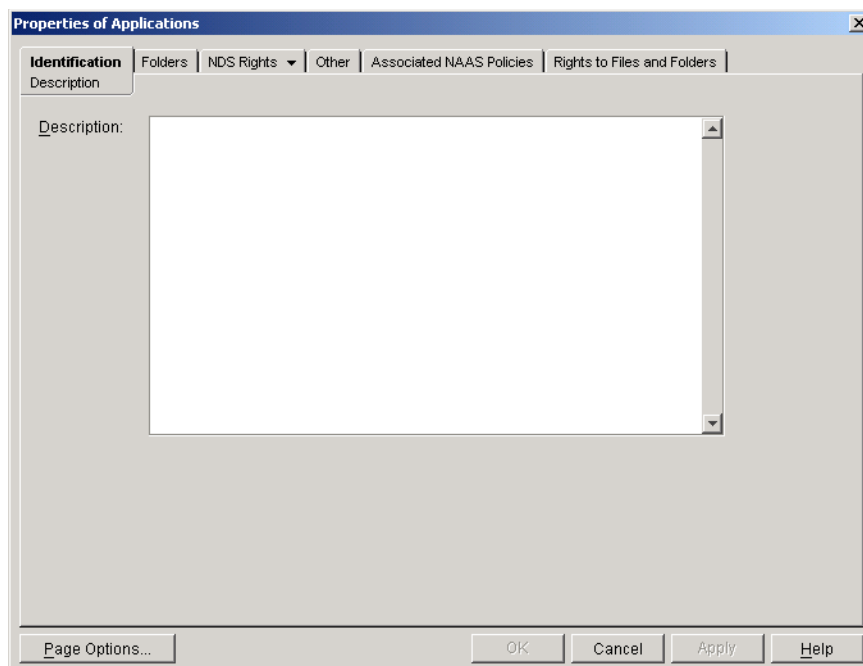 Properties of Applications
Identification Folders NDS Rights Other Associated NAAS Policies Rights to Files and Folders
Description
Description:
Page Options... OK Cancel Apply Help